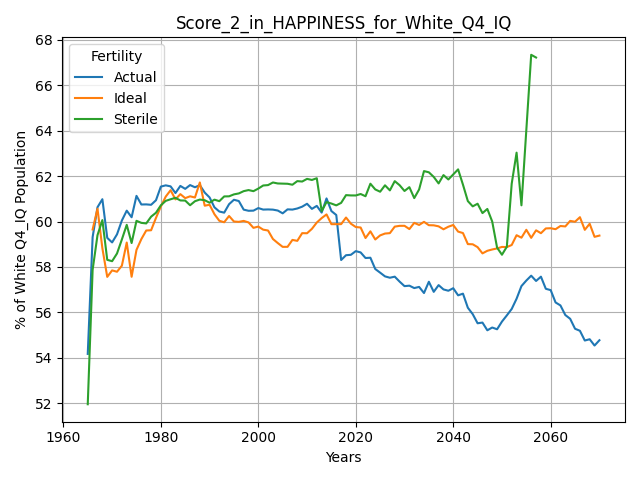 Score_2_in_HAPPINESS_for_White_Q4_IQ
% of White Q4_IQ Population
68
66
64
62
60
58
56
54
52
Fertility
Actual
Ideal
Sterile
1960 1980 2000 2020 2040 2060
Years